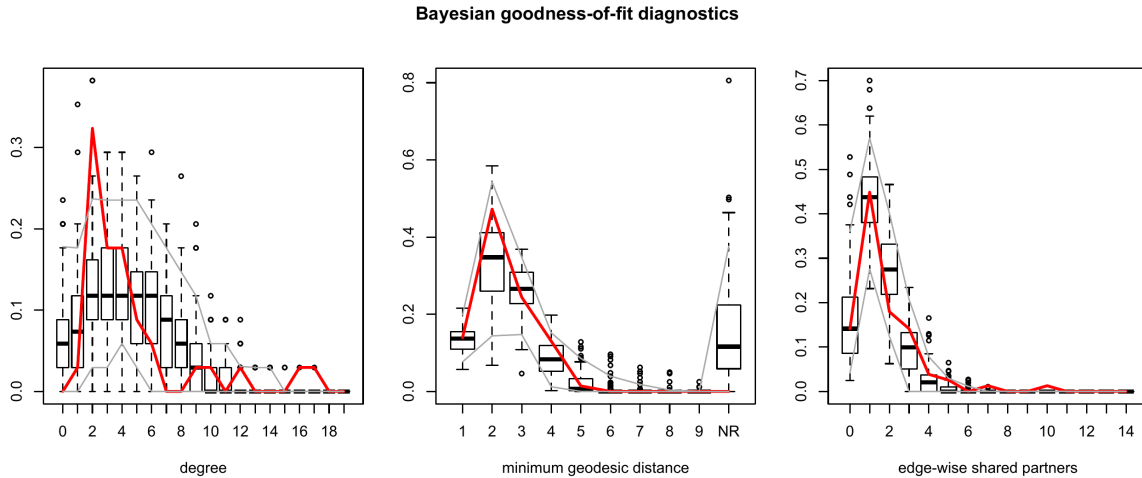 Bayesian goodness-of-fit diagnostics
0.0 0.1 0.2 0.3
0 2 4 6 8 10 12 14 16 18
degree
0.0 0.2 0.4 0.6 0.8
1 2 3 4 5 6 7 8 9 NR
minimum geodesic distance
0.0 0.1 0.2 0.3 0.4 0.5 0.6 0.7
0 2 4 6 8 10 12 14
edge-wise shared partners